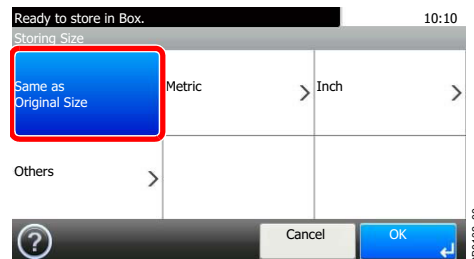 Ready to store in Box. 10:10
Storing Size
Same as
Original Size
Metric
Inch
Others
?
Cancel
OK